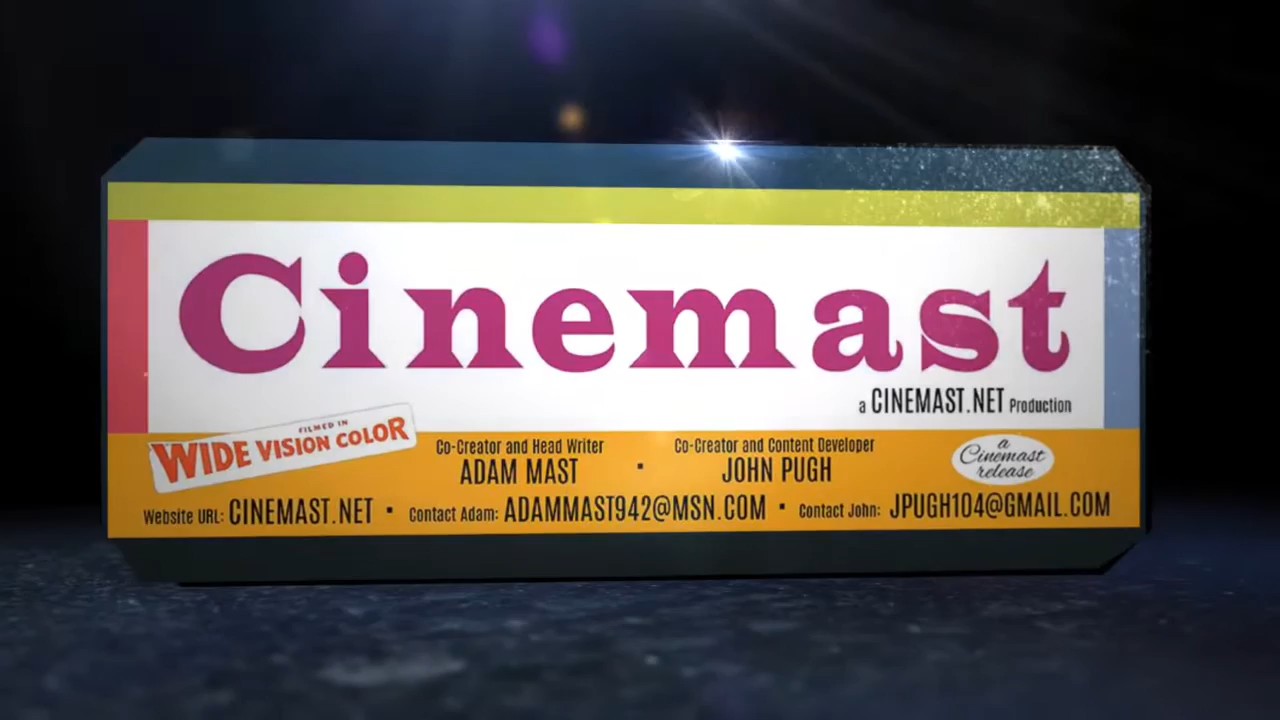 Cinemast
a CINEMAST.NET Production
FILMED IN
WIDE VISION COLOR
Co-Creator and Head Writer
ADAM MAST
·
Co-Creator and Content Developer
JOHN PUGH
a
Cinemast
release
Website URL: CINEMAST.NET · Contact Adam: ADAMMAST942@MSN.COM · Contact John: JPUGH104@GMAIL.COM